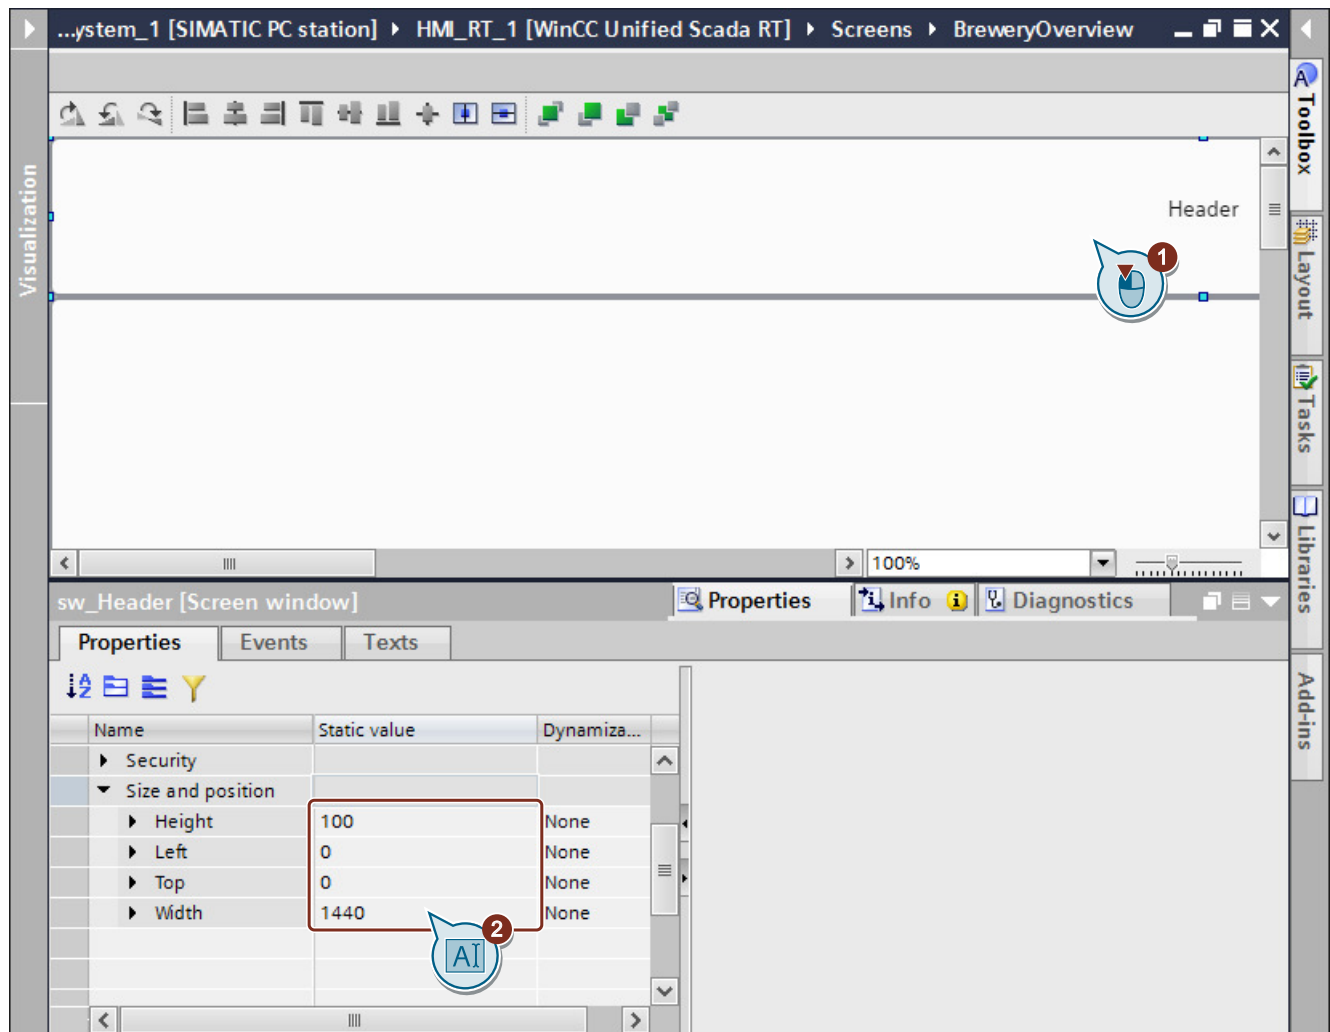 ...ystem_1 [SIMATIC PC station] ▸ HMI_RT_1 [WinCC Unified Scada RT] ▸ Screens ▸ BreweryOverview
Visualization
Toolbox
Layout
Tasks
Libraries
Add-ins
Header
1
100%
sw_Header [Screen window]
Properties
Info
Diagnostics
Properties Events Texts
Name Static value Dynamiza...
Security
Size and position
Height 100 None
Left 0 None
Top 0 None
Width 1440 None
2
AI